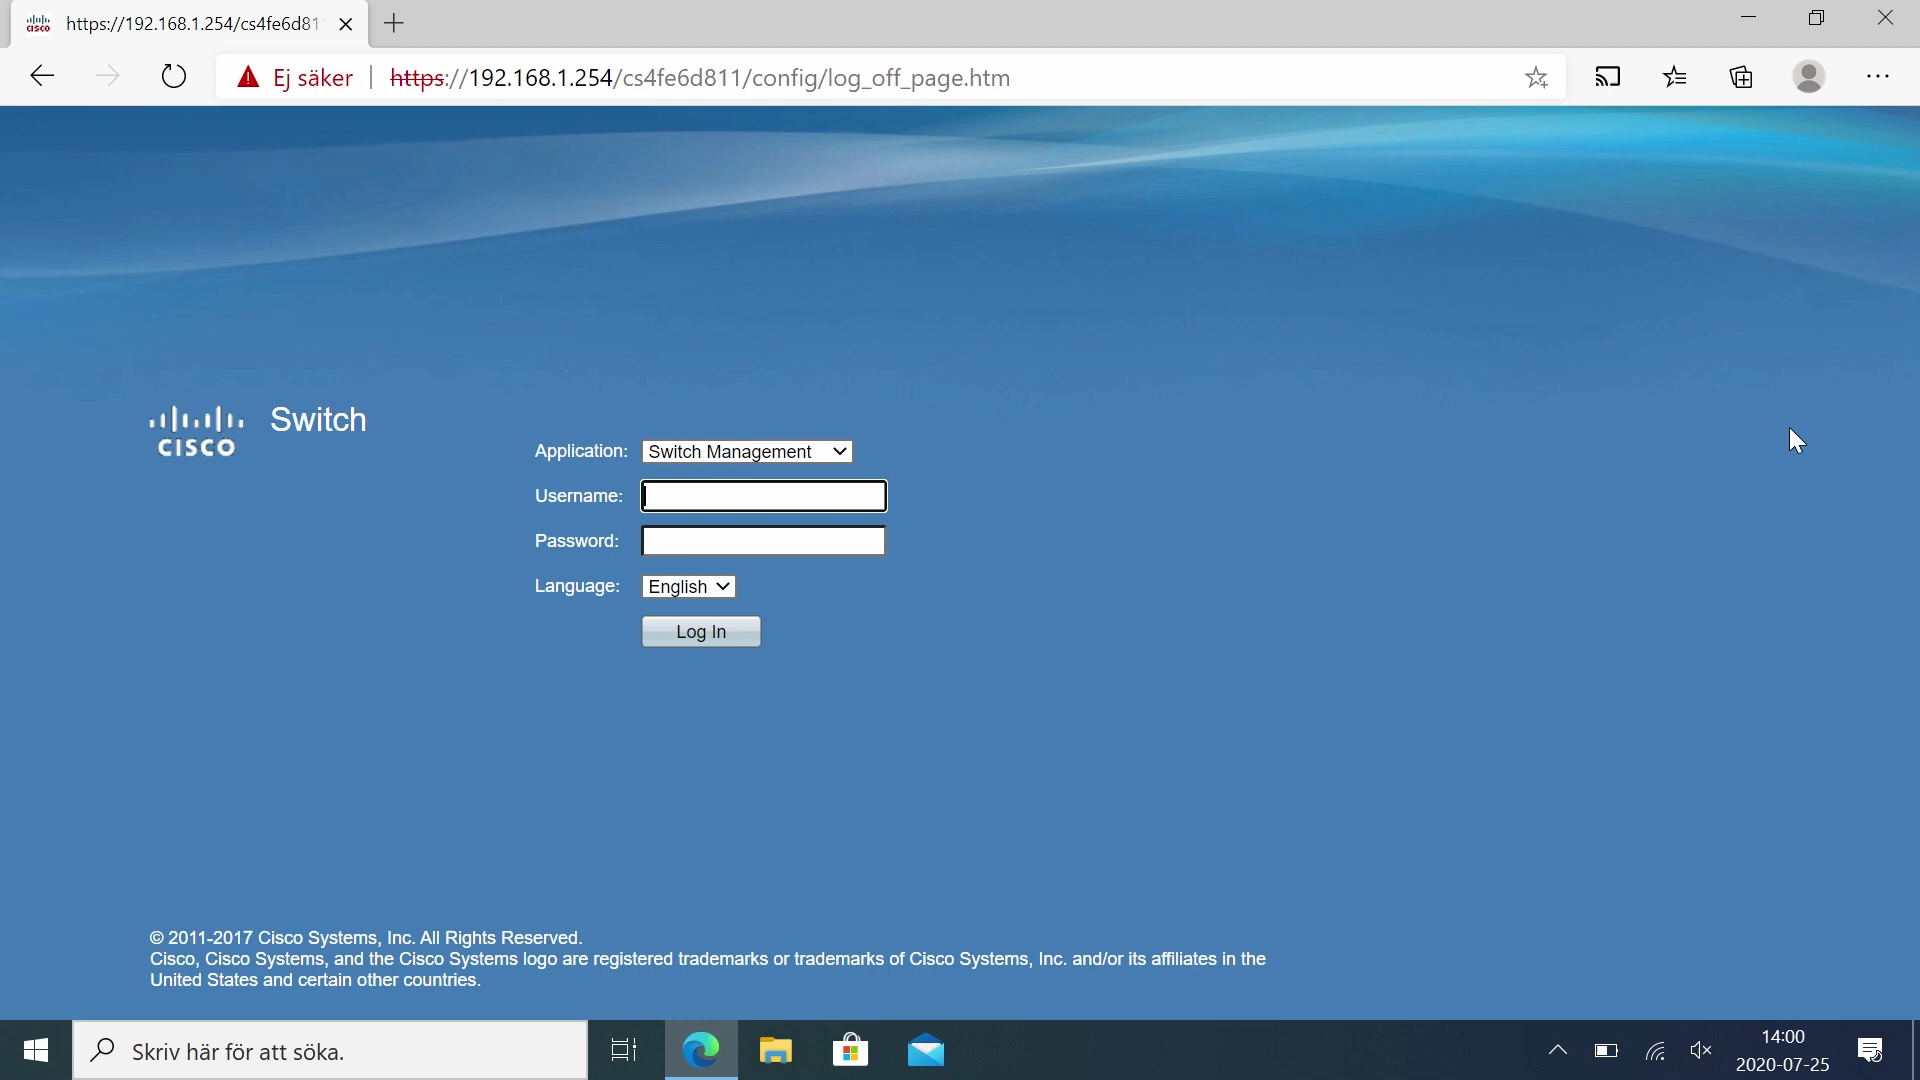 https://192.168.1.254/cs4fe6d81
Ej säker
https://192.168.1.254/cs4fe6d811/config/log_off_page.htm
CISCO
Switch
Application: Switch Management
Username:
Password:
Language: English
Log In
© 2011-2017 Cisco Systems, Inc. All Rights Reserved.
Cisco, Cisco Systems, and the Cisco Systems logo are registered trademarks or trademarks of Cisco Systems, Inc. and/or its affiliates in the
United States and certain other countries.
Skriv här för att söka.
14:00
2020-07-25